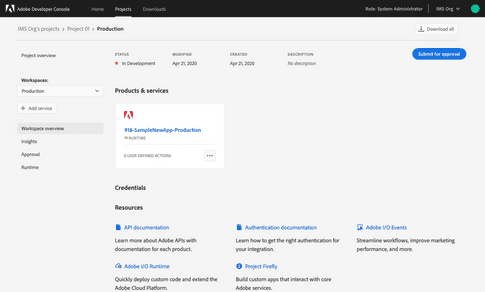 Adobe Developer Console
Home
Projects
Downloads
Role: System Administrator
IMS Org
IMS Org's projects > Project 01 > Production
Download all
Project overview
Workspaces:
Production
+ Add service
Workspace overview
Insights
Approval
Runtime
STATUS
In Development
MODIFIED
Apr 21, 2020
CREATED
Apr 21, 2020
DESCRIPTION
No description
Submit for approval
Products & services
918-SampleNewApp-Production
RUNTIME
0 USER-DEFINED ACTIONS
Credentials
Resources
API documentation
Learn more about Adobe APIs with
documentation for each product.
Authentication documentation
Learn how to get the right authentication for
your integration.
Adobe I/O Events
Streamline workflows, improve marketing
performance, and more.
Adobe I/O Runtime
Quickly deploy custom code and extend the
Adobe Cloud Platform.
Project Firefly
Build custom apps that interact with core
Adobe services.